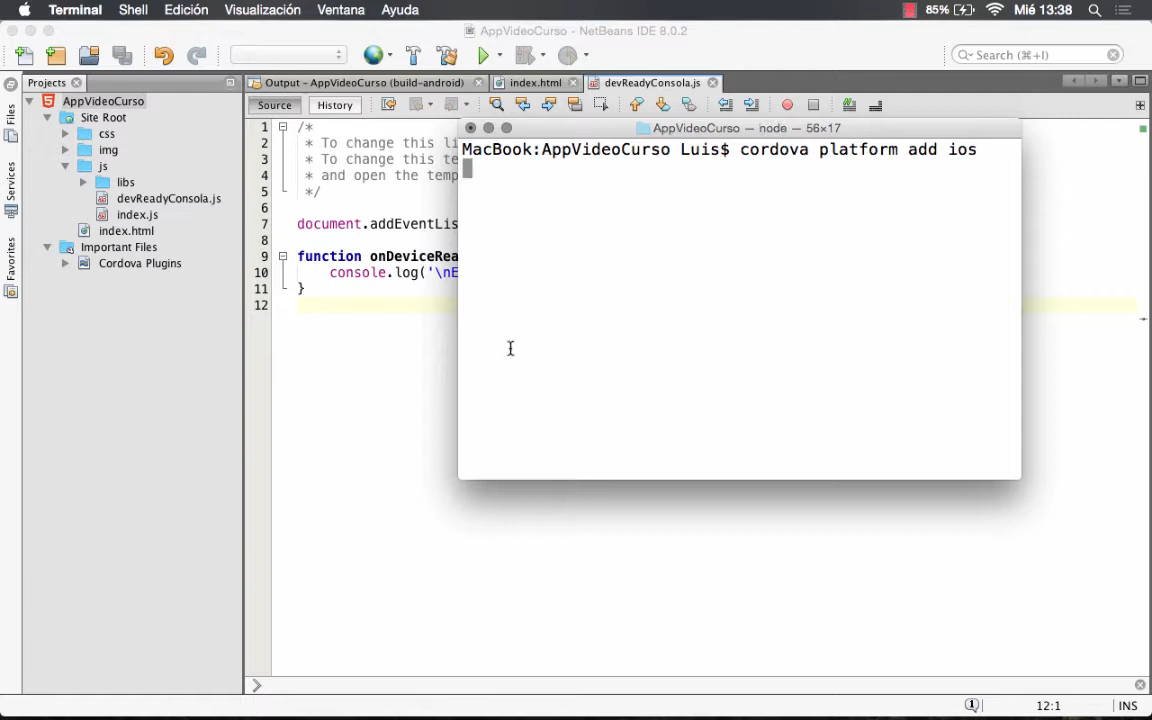 Terminal Shell Edición Visualización Ventana Ayuda 85% Mié 13:38
AppVideoCurso - NetBeans IDE 8.0.2
Search (⌘+I)
Projects
Output - AppVideoCurso (build-android)
index.html
devReadyConsola.js
Source
History
Files
Services
Favorites
AppVideoCurso
Site Root
css
img
js
libs
devReadyConsola.js
index.js
index.html
Important Files
Cordova Plugins
1 /*
2 * To change this li
3 * To change this te
4 * and open the temp
5 */
6
7 document.addEventLis
8
9 function onDeviceRea
10 console.log('\nE
11 }
12
AppVideoCurso — node — 56×17
MacBook:AppVideoCurso Luis$ cordova platform add ios
1
12:1
INS